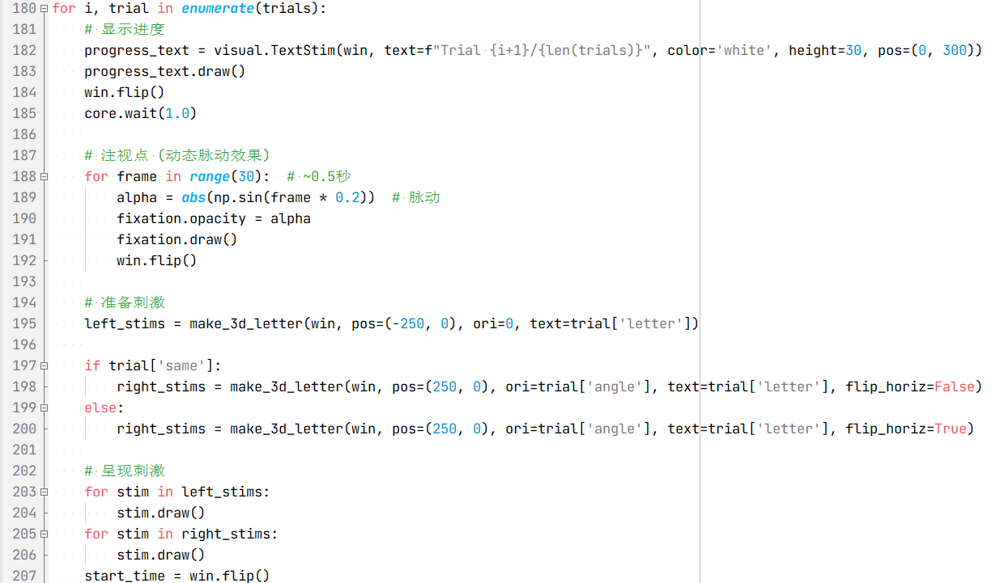 180 for i, trial in enumerate(trials):
181     # 显示进度
182     progress_text = visual.TextStim(win, text=f"Trial {i+1}/{len(trials)}", color='white', height=30, pos=(0, 300))
183     progress_text.draw()
184     win.flip()
185     core.wait(1.0)
186
187     # 注视点 (动态脉动效果)
188     for frame in range(30):  # ~0.5秒
189         alpha = abs(np.sin(frame * 0.2))  # 脉动
190         fixation.opacity = alpha
191         fixation.draw()
192         win.flip()
193
194     # 准备刺激
195     left_stims = make_3d_letter(win, pos=(-250, 0), ori=0, text=trial['letter'])
196
197     if trial['same']:
198         right_stims = make_3d_letter(win, pos=(250, 0), ori=trial['angle'], text=trial['letter'], flip_horiz=False)
199     else:
200         right_stims = make_3d_letter(win, pos=(250, 0), ori=trial['angle'], text=trial['letter'], flip_horiz=True)
201
202     # 呈现刺激
203     for stim in left_stims:
204         stim.draw()
205     for stim in right_stims:
206         stim.draw()
207     start_time = win.flip()